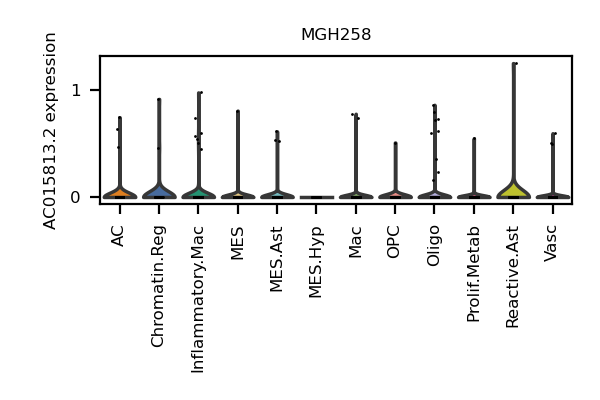 MGH258
AC015813.2 expression
1
0
AC
Chromatin.Reg
Inflammatory.Mac
MES
MES.Ast
MES.Hyp
Mac
OPC
Oligo
Prolif.Metab
Reactive.Ast
Vasc